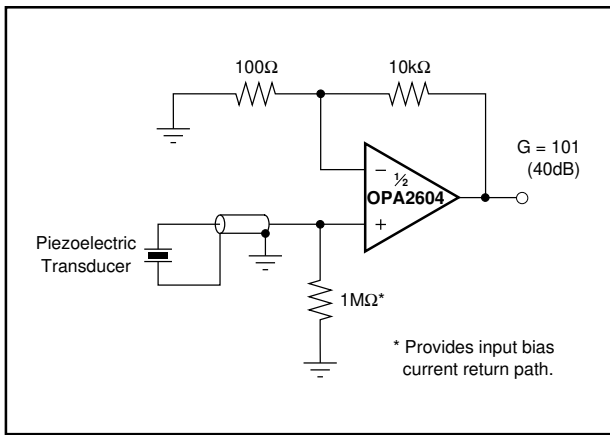 100Ω
10kΩ
G = 101
(40dB)
−
½
OPA2604
+
Piezoelectric
Transducer
1MΩ*
* Provides input bias
current return path.